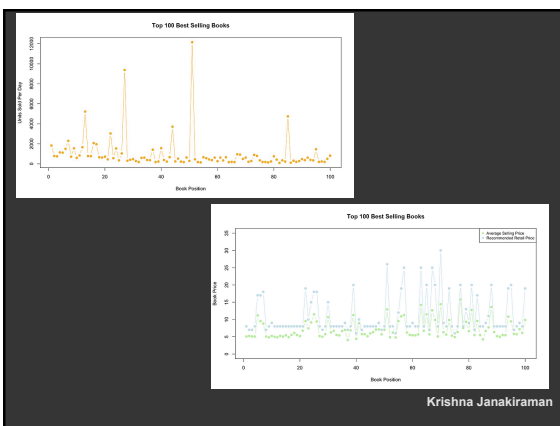 Top 100 Best Selling Books
Units Sold Per Day
12000
10000
8000
6000
4000
2000
0
0 20 40 60 80 100
Book Position
Top 100 Best Selling Books
Average Selling Price
Recommended Retail Price
Book Price
35
30
25
20
15
10
5
0
0 20 40 60 80 100
Book Position
Krishna Janakiraman